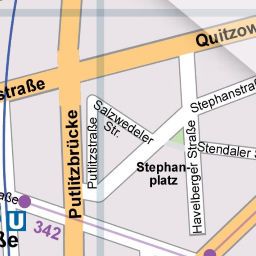 Quitzow
straße
Stephanstraß
Salzwedeler
Str.
Putlitzbrücke
Putlitzstraße
Stephan-
platz
Havelberger Straße
Stendaler S
aße
U
342
ße